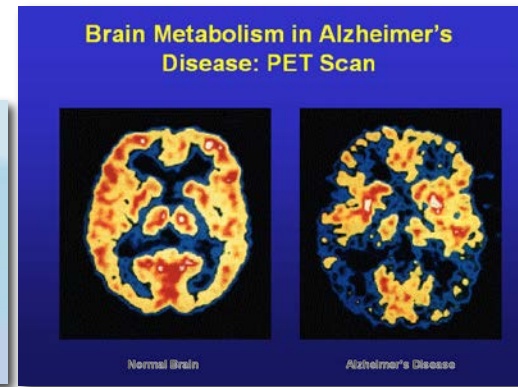 Brain Metabolism in Alzheimer's
Disease: PET Scan
Normal Brain
Alzheimer's Disease